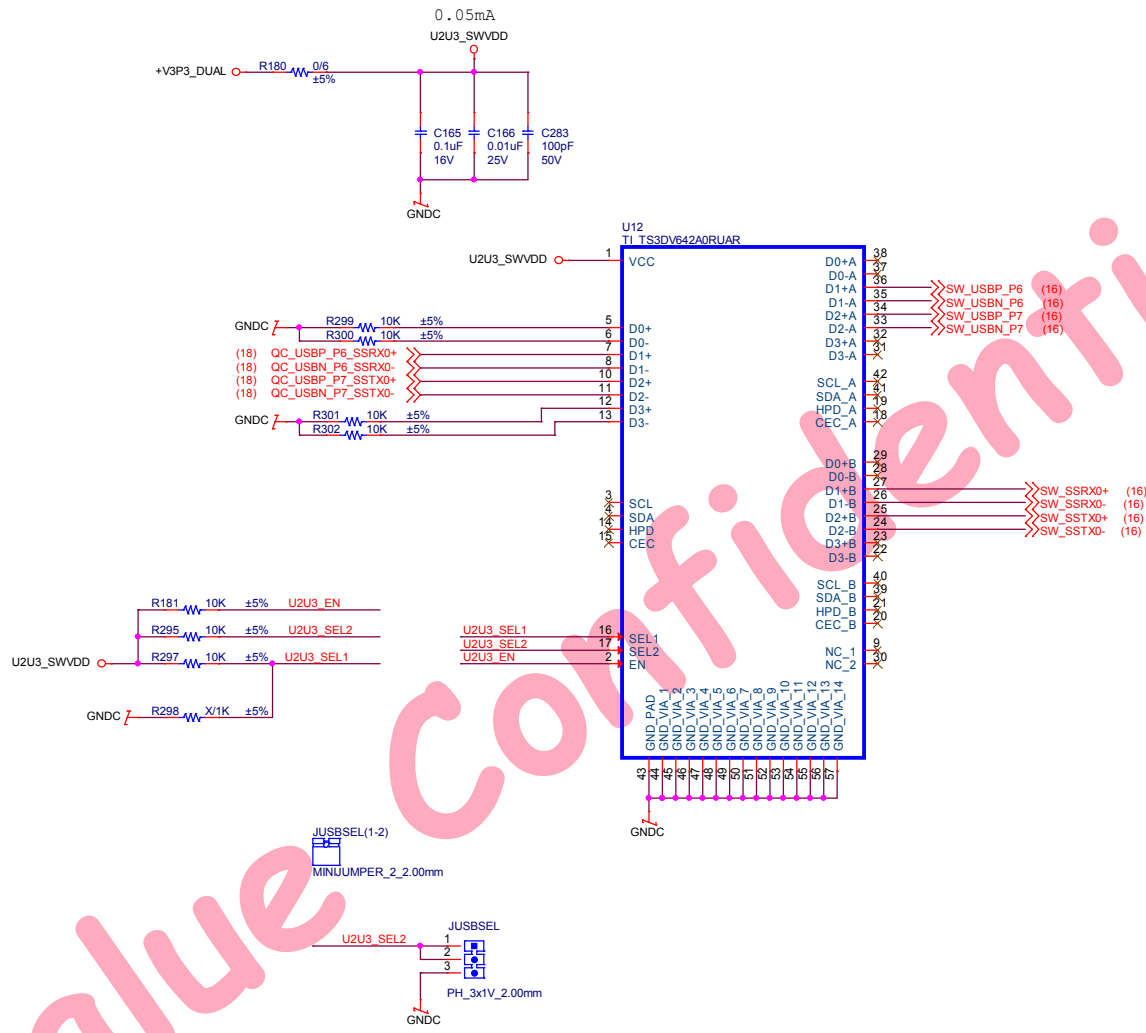 0.05mA
U2U3_SWVDD
+V3P3_DUAL
R180 0/6
±5%
C165
0.1uF
16V
C166
0.01uF
25V
C283
100pF
50V
GNDC
U12
TI_TS3DV642A0RUAR
U2U3_SWVDD
1 VCC
GNDC
R299 10K ±5%
R300 10K ±5%
5 D0+
6 D0-
(18) QC_USBP_P6_SSRX0+ 7 D1+
(18) QC_USBN_P6_SSRX0- 8 D1-
(18) QC_USBP_P7_SSTX0+ 10 D2+
(18) QC_USBN_P7_SSTX0- 11 D2-
GNDC
R301 10K ±5%
R302 10K ±5%
12 D3+
13 D3-
3 SCL
4 SDA
14 HPD
15 CEC
D0+A 38
D0-A 37
D1+A 36 SW_USBP_P6 (16)
D1-A 35 SW_USBN_P6 (16)
D2+A 34 SW_USBP_P7 (16)
D2-A 33 SW_USBN_P7 (16)
D3+A 32
D3-A 31
SCL_A 42
SDA_A 41
HPD_A 19
CEC_A 18
D0+B 29
D0-B 28
D1+B 27 SW_SSRX0+ (16)
D1-B 26 SW_SSRX0- (16)
D2+B 25 SW_SSTX0+ (16)
D2-B 24 SW_SSTX0- (16)
D3+B 23
D3-B 22
SCL_B 40
SDA_B 39
HPD_B 21
CEC_B 20
NC_1 9
NC_2 30
R181 10K ±5% U2U3_EN
R295 10K ±5% U2U3_SEL2
U2U3_SWVDD
R297 10K ±5% U2U3_SEL1
GNDC
R298 X/1K ±5%
U2U3_SEL1 16 SEL1
U2U3_SEL2 17 SEL2
U2U3_EN 2 EN
GND_PAD 43
GND_VIA_1 44
GND_VIA_2 45
GND_VIA_3 46
GND_VIA_4 47
GND_VIA_5 48
GND_VIA_6 49
GND_VIA_7 50
GND_VIA_8 51
GND_VIA_9 52
GND_VIA_10 53
GND_VIA_11 54
GND_VIA_12 55
GND_VIA_13 56
GND_VIA_14 57
GNDC
JUSBSEL(1-2)
MINIJUMPER_2_2.00mm
JUSBSEL
U2U3_SEL2
1
2
3
PH_3x1V_2.00mm
GNDC
alue Confidenti